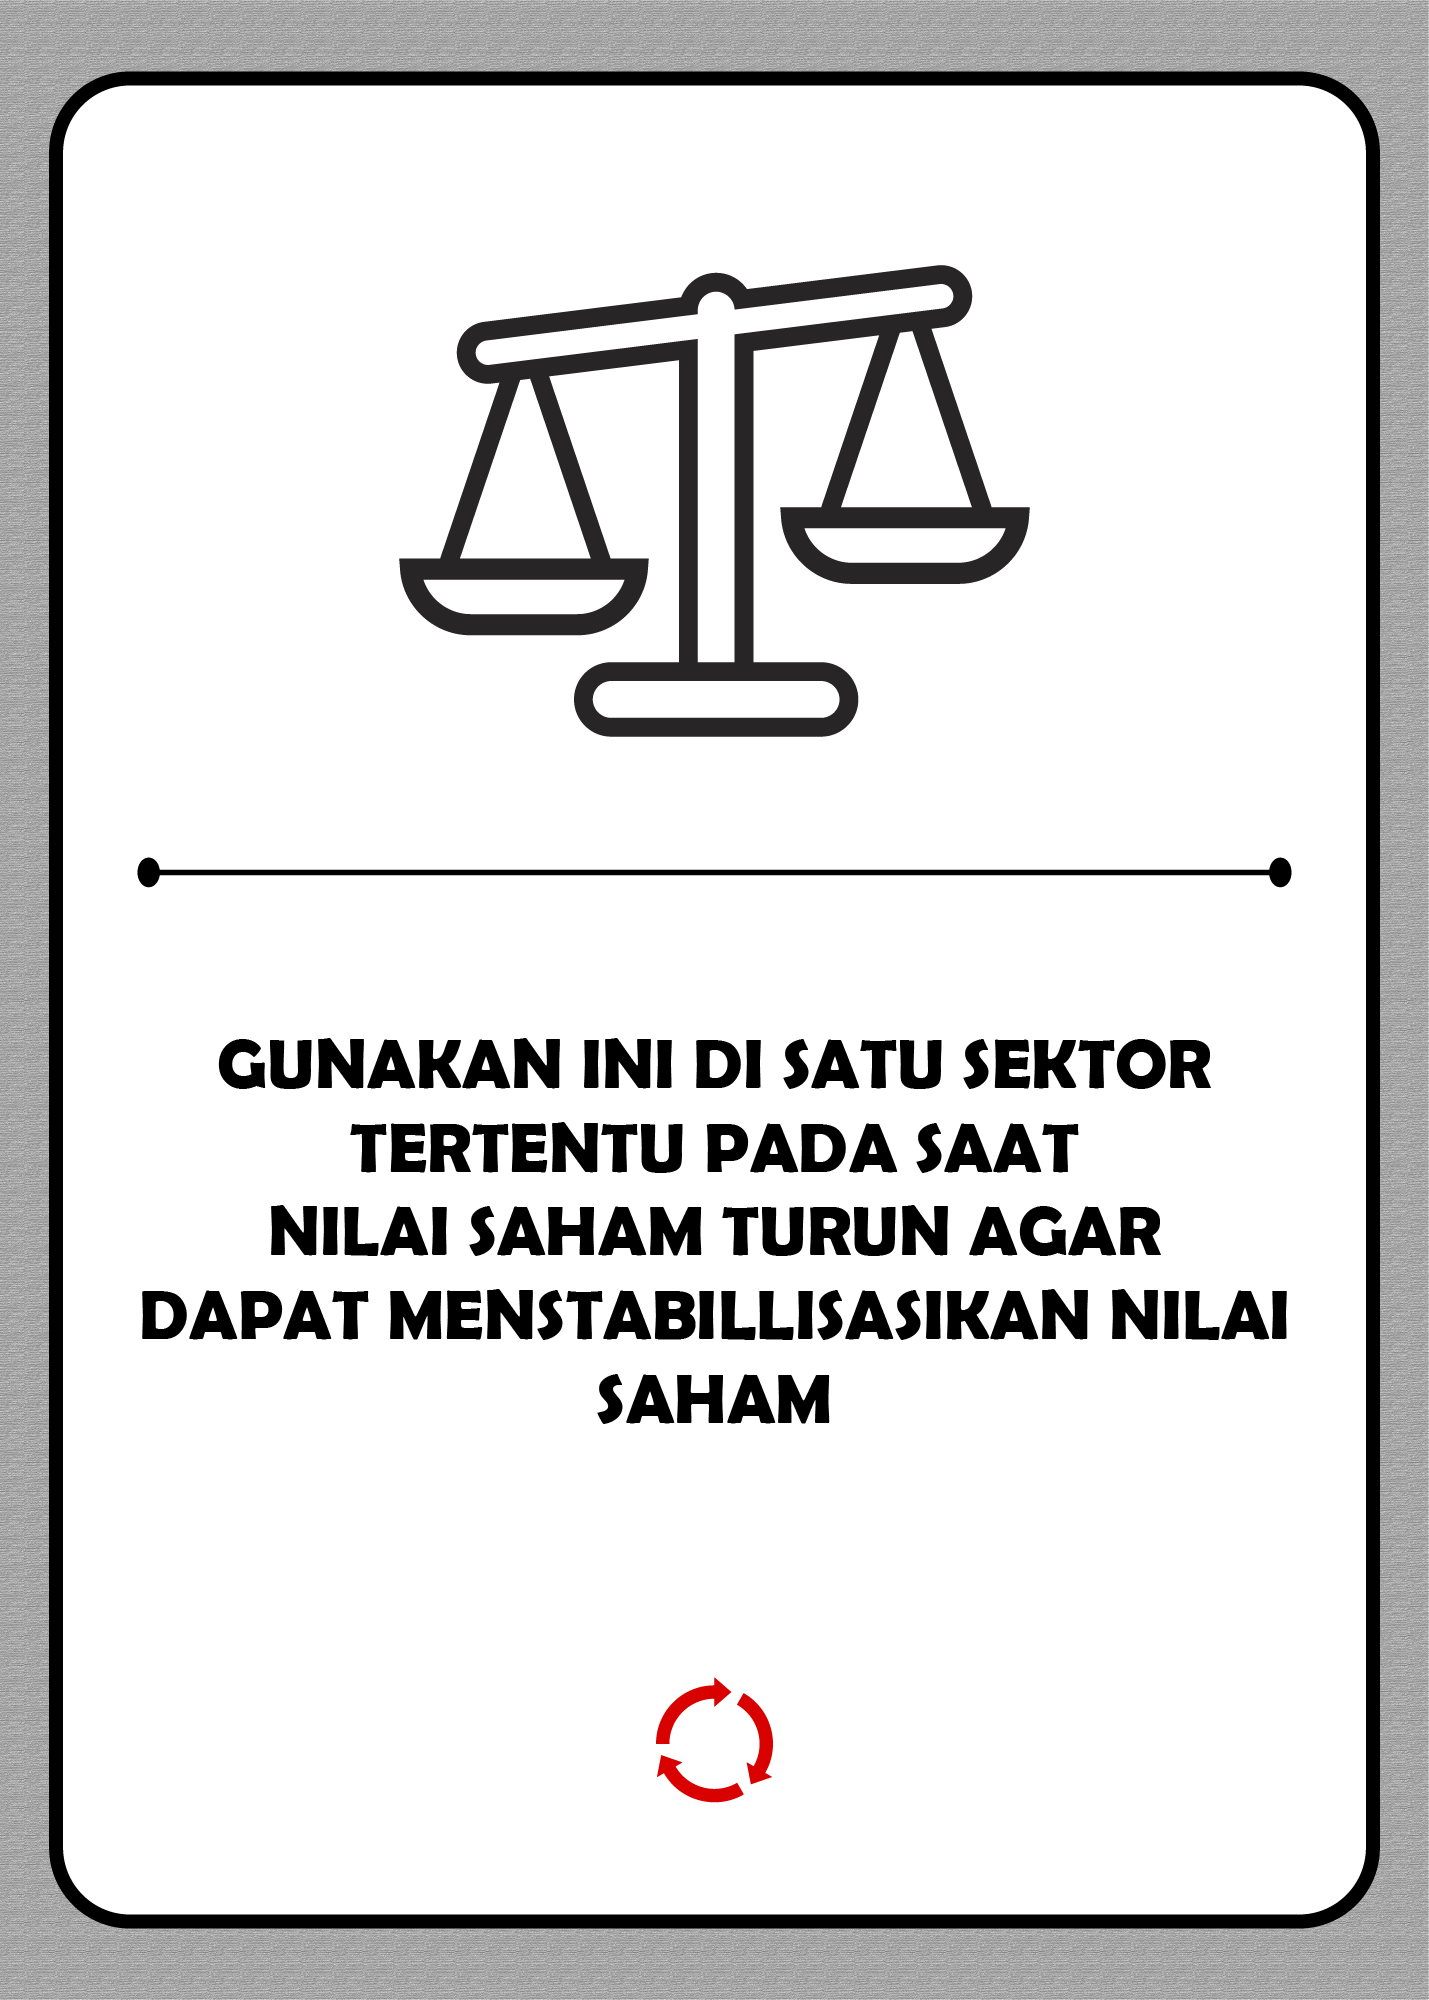 GUNAKAN INI DI SATU SEKTOR
TERTENTU PADA SAAT
NILAI SAHAM TURUN AGAR
DAPAT MENSTABILLISASIKAN NILAI
SAHAM